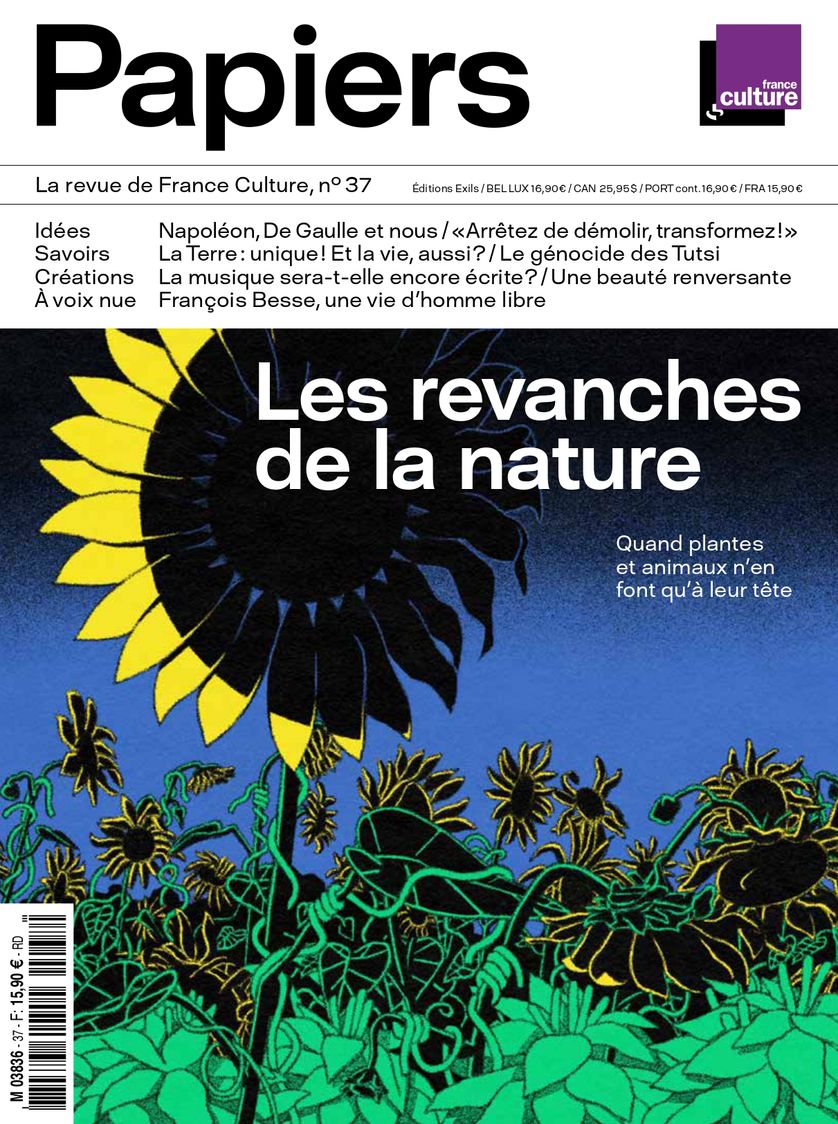 Papiers
france
culture
La revue de France Culture, nº 37
Éditions Exils / BEL LUX 16,90 € / CAN 25,95 $ / PORT cont. 16,90 € / FRA 15,90 €
Idées Napoléon, De Gaulle et nous / «Arrêtez de démolir, transformez!»
Savoirs La Terre : unique! Et la vie, aussi? / Le génocide des Tutsi
Créations La musique sera-t-elle encore écrite? / Une beauté renversante
À voix nue François Besse, une vie d’homme libre
Les revanches
de la nature
Quand plantes
et animaux n’en
font qu’à leur tête
M 03836 - 37 - F: 15,90 € - RD